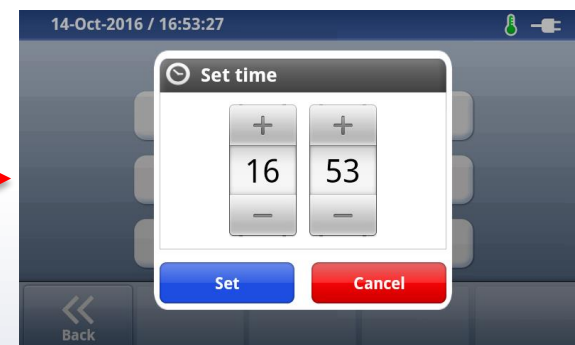 14-Oct-2016 / 16:53:27
Set time
+ +
16 53
− −
Set Cancel
Back